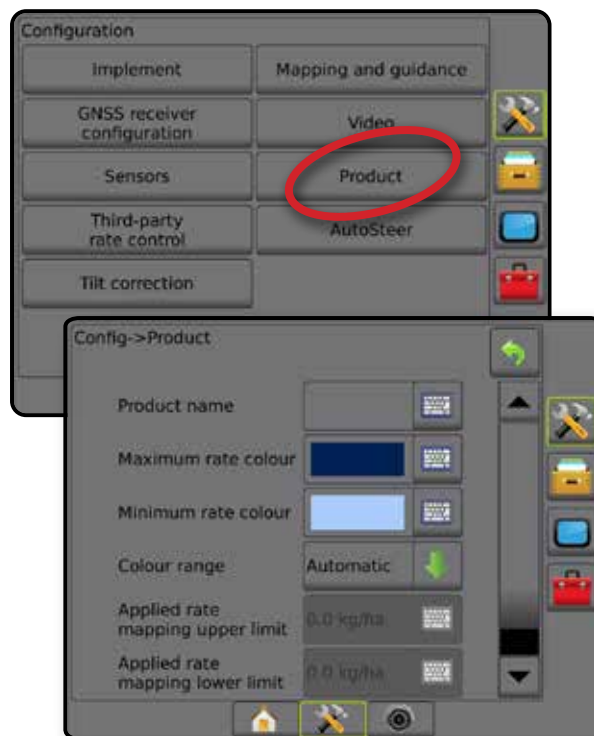 Configuration
Implement
Mapping and guidance
GNSS receiver
configuration
Video
Sensors
Product
Third-party
rate control
AutoSteer
Tilt correction
Config->Product
Product name
Maximum rate colour
Minimum rate colour
Colour range
Automatic
Applied rate
mapping upper limit
0.0 kg/ha
Applied rate
mapping lower limit
0.0 kg/ha